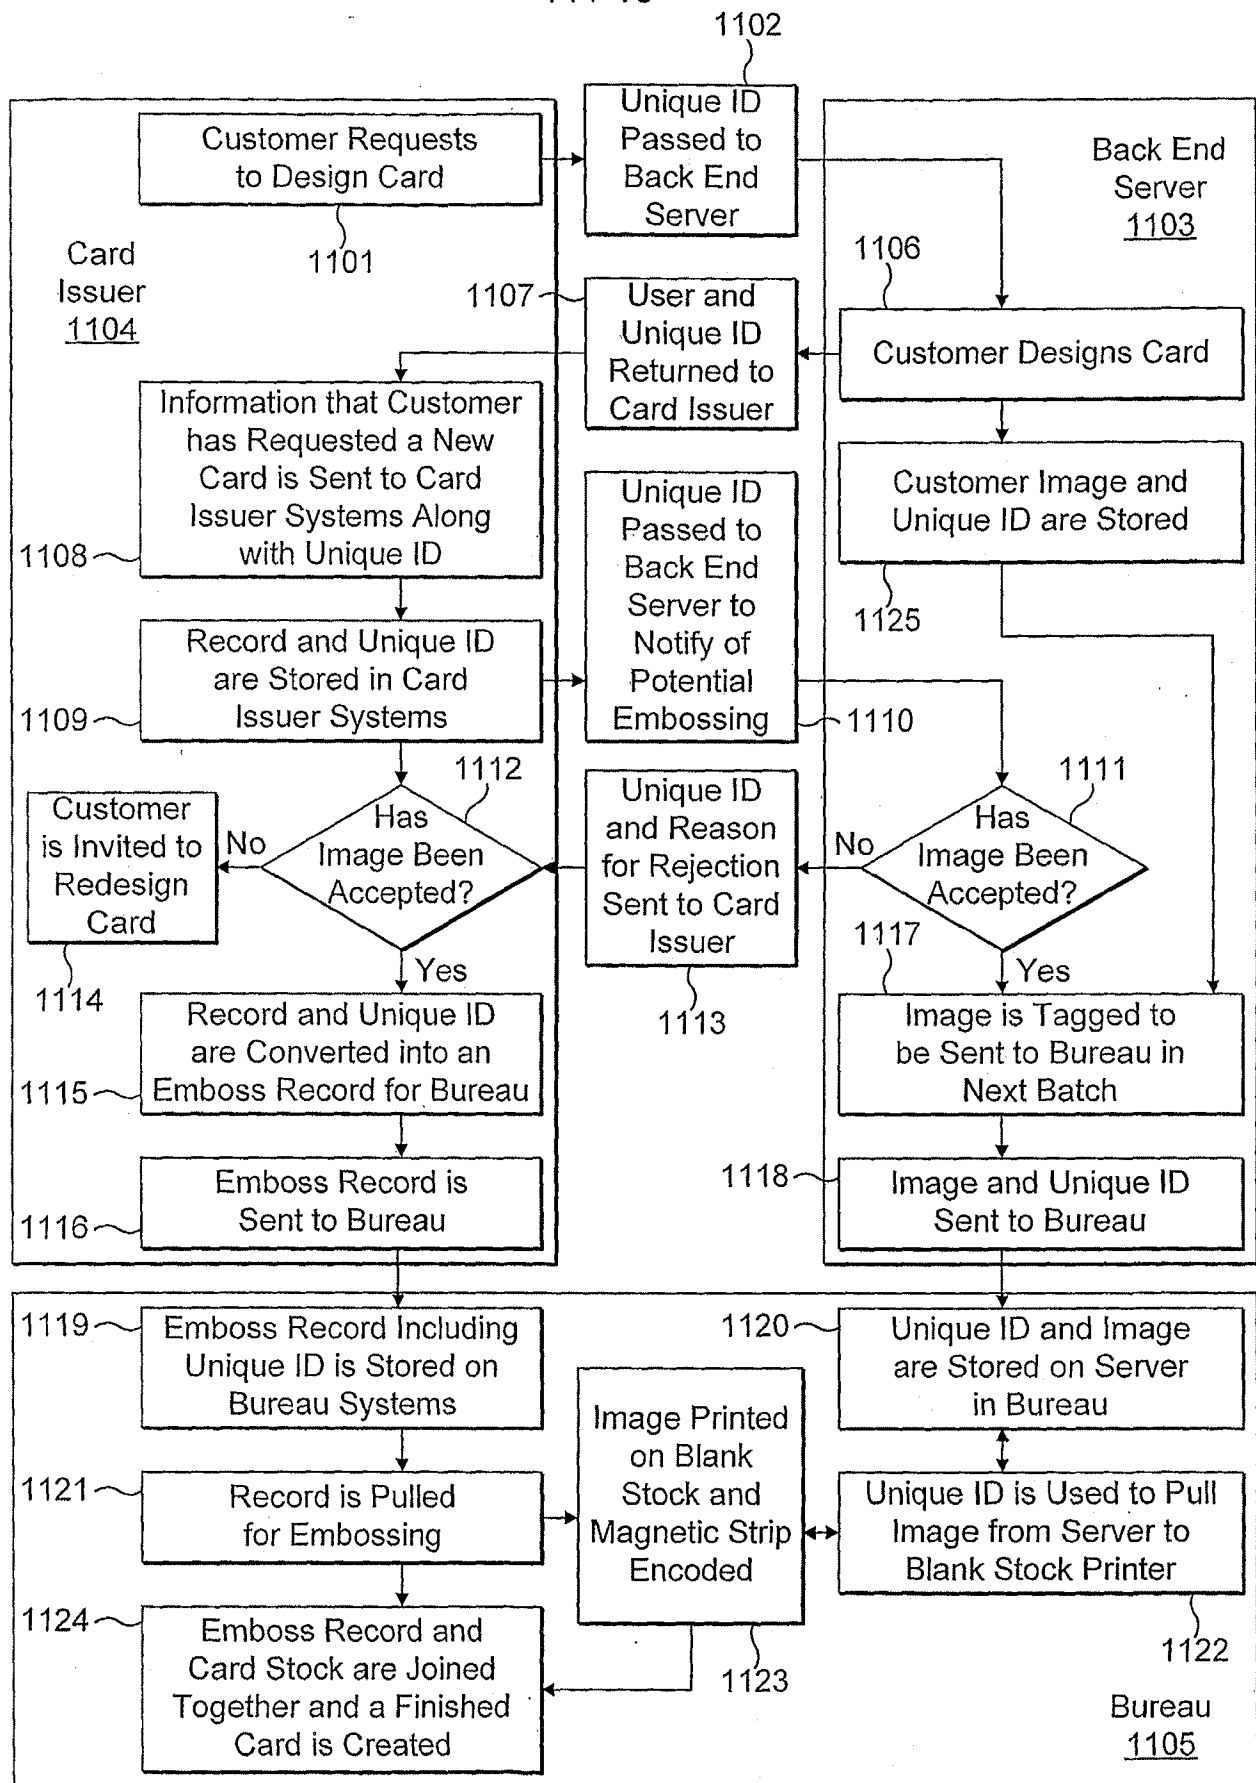 1102
Unique ID
Passed to
Back End
Server
Customer Requests
to Design Card
1101
Card
Issuer
1104
Back End
Server
1103
1106
Customer Designs Card
1107
User and
Unique ID
Returned to
Card Issuer
Information that Customer
has Requested a New
Card is Sent to Card
Issuer Systems Along
with Unique ID
1108
Customer Image and
Unique ID are Stored
1125
Unique ID
Passed to
Back End
Server to
Notify of
Potential
Embossing
1110
Record and Unique ID
are Stored in Card
Issuer Systems
1109
1112
Has
Image Been
Accepted?
No
Yes
Customer
is Invited to
Redesign
Card
1114
Unique ID
and Reason
for Rejection
Sent to Card
Issuer
1113
1111
Has
Image Been
Accepted?
No
Yes
1117
Record and Unique ID
are Converted into an
Emboss Record for Bureau
1115
Image is Tagged to
be Sent to Bureau in
Next Batch
Emboss Record is
Sent to Bureau
1116
1118
Image and Unique ID
Sent to Bureau
1119
Emboss Record Including
Unique ID is Stored on
Bureau Systems
1120
Unique ID and Image
are Stored on Server
in Bureau
1121
Record is Pulled
for Embossing
Image Printed
on Blank
Stock and
Magnetic Strip
Encoded
1123
Unique ID is Used to Pull
Image from Server to
Blank Stock Printer
1122
1124
Emboss Record and
Card Stock are Joined
Together and a Finished
Card is Created
Bureau
1105